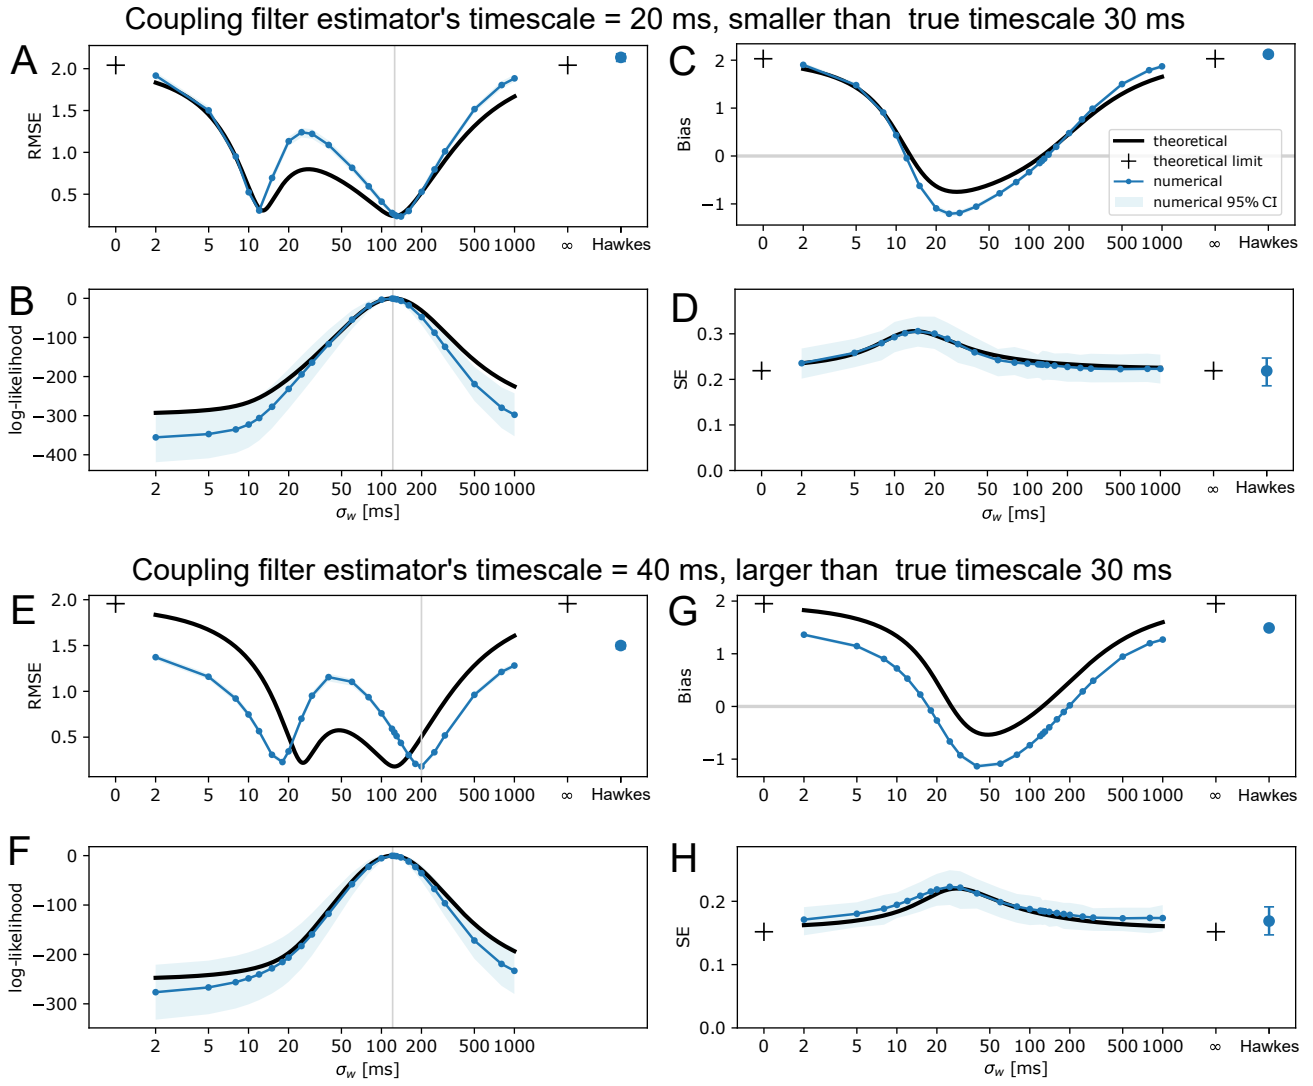 Coupling filter estimator's timescale = 20 ms, smaller than  true timescale 30 ms
A
RMSE
2.0
1.5
1.0
0.5
0 2 5 10 20 50 100 200 500 1000 ∞ Hawkes
C
Bias
2
1
0
−1
theoretical
theoretical limit
numerical
numerical 95% CI
0 2 5 10 20 50 100 200 500 1000 ∞ Hawkes
B
log-likelihood
0
−100
−200
−300
−400
2 5 10 20 50 100 200 500 1000
σw [ms]
D
SE
0.3
0.2
0.0
0 2 5 10 20 50 100 200 500 1000 ∞ Hawkes
σw [ms]
Coupling filter estimator's timescale = 40 ms, larger than  true timescale 30 ms
E
RMSE
2.0
1.5
1.0
0.5
0 2 5 10 20 50 100 200 500 1000 ∞ Hawkes
G
Bias
2
1
0
−1
0 2 5 10 20 50 100 200 500 1000 ∞ Hawkes
F
log-likelihood
0
−100
−200
−300
2 5 10 20 50 100 200 500 1000
σw [ms]
H
SE
0.2
0.1
0.0
0 2 5 10 20 50 100 200 500 1000 ∞ Hawkes
σw [ms]